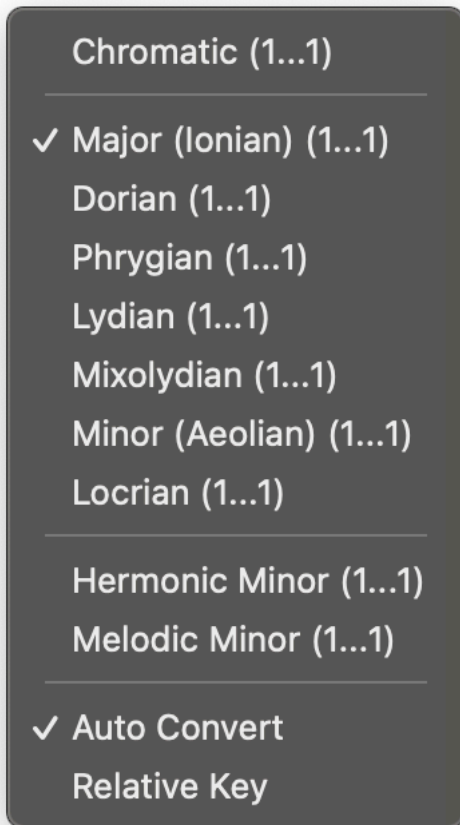 Chromatic (1...1)
✓ Major (Ionian) (1...1)
Dorian (1...1)
Phrygian (1...1)
Lydian (1...1)
Mixolydian (1...1)
Minor (Aeolian) (1...1)
Locrian (1...1)
Hermonic Minor (1...1)
Melodic Minor (1...1)
✓ Auto Convert
Relative Key